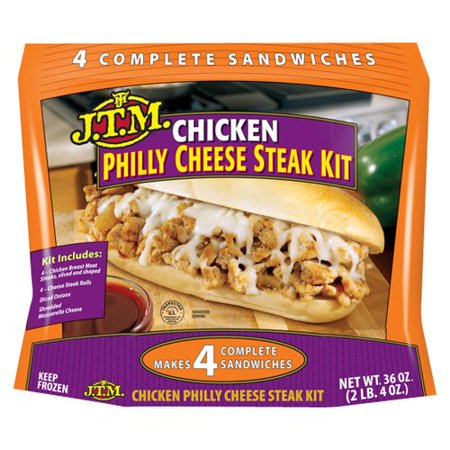 4 COMPLETE SANDWICHES
J.T.M.
CHICKEN
PHILLY CHEESE STEAK KIT
Kit Includes:
4 - Chicken Breast Meat
Steaks, sliced and shaped
4 - Cheese Steak Rolls
Diced Onions
Shredded
Mozzarella Cheese
SUGGESTED
SERVING
KEEP
FROZEN
MAKES 4 COMPLETE
SANDWICHES
J.T.M.
CHICKEN PHILLY CHEESE STEAK KIT
NET WT. 36 OZ.
(2 LB. 4 OZ.)